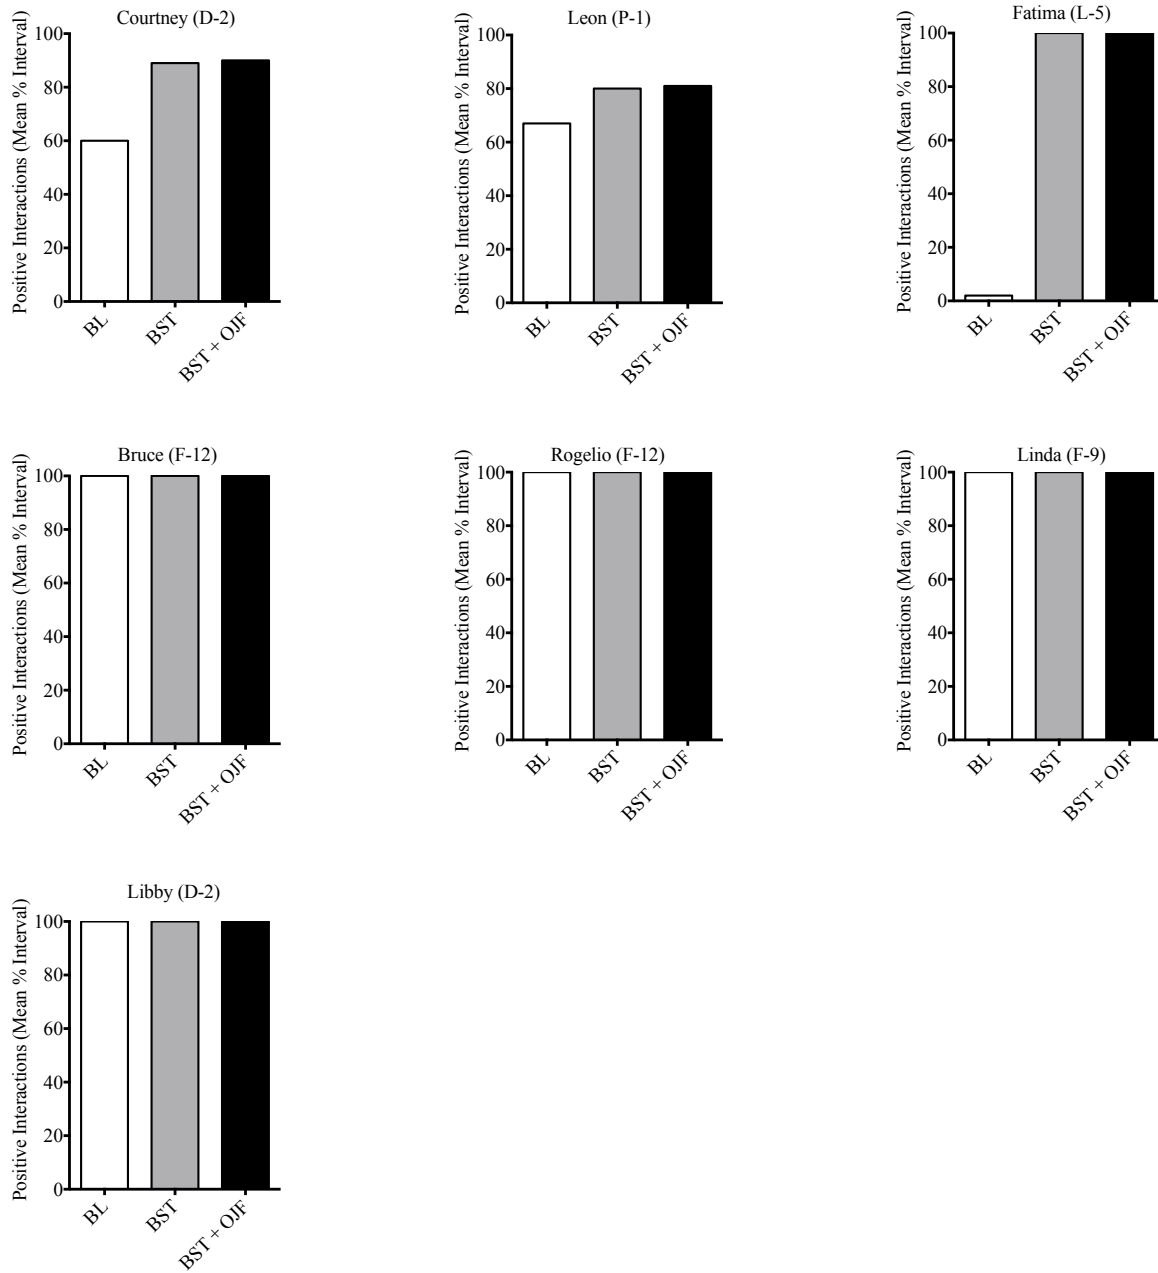 Courtney (D-2)
Positive Interactions (Mean % Interval)
100
80
60
40
20
0
BL
BST
BST + OJF
Leon (P-1)
Positive Interactions (Mean % Interval)
100
80
60
40
20
0
BL
BST
BST + OJF
Fatima (L-5)
Positive Interactions (Mean % Interval)
100
80
60
40
20
0
BL
BST
BST + OJF
Bruce (F-12)
Positive Interactions (Mean % Interval)
100
80
60
40
20
0
BL
BST
BST + OJF
Rogelio (F-12)
Positive Interactions (Mean % Interval)
100
80
60
40
20
0
BL
BST
BST + OJF
Linda (F-9)
Positive Interactions (Mean % Interval)
100
80
60
40
20
0
BL
BST
BST + OJF
Libby (D-2)
Positive Interactions (Mean % Interval)
100
80
60
40
20
0
BL
BST
BST + OJF